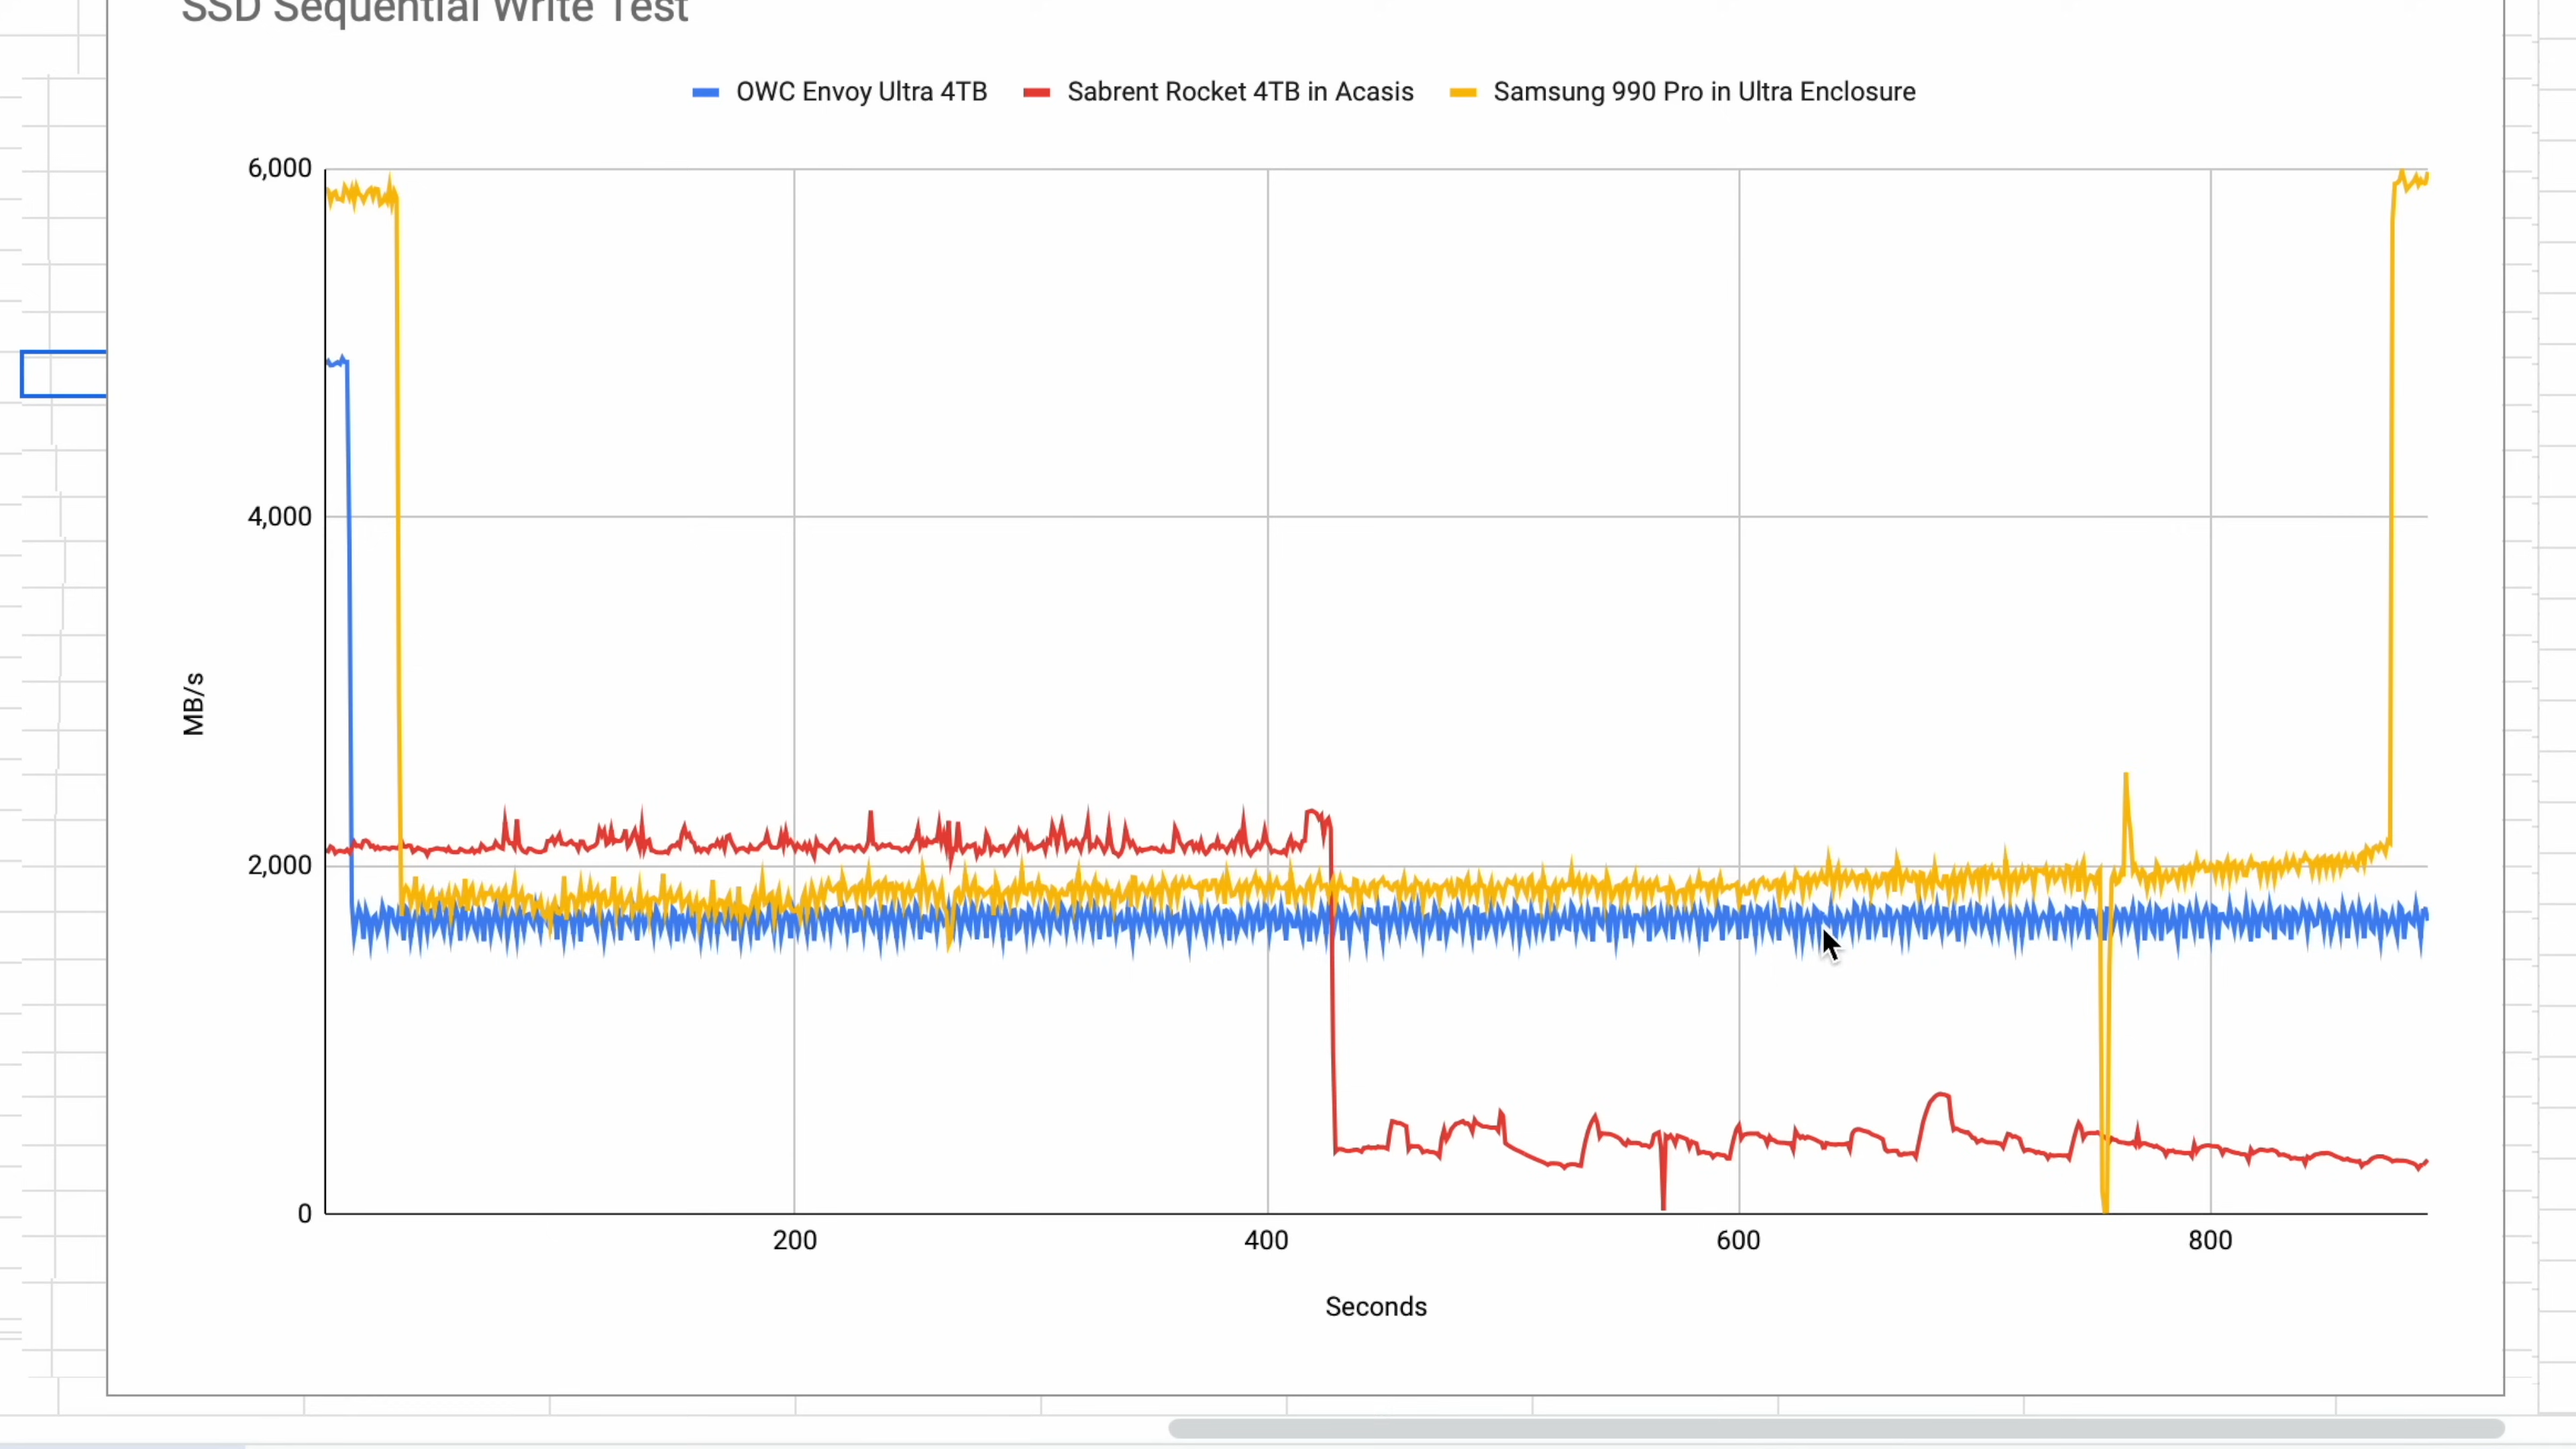 SSD Sequential Write Test
OWC Envoy Ultra 4TB
Sabrent Rocket 4TB in Acasis
Samsung 990 Pro in Ultra Enclosure
6,000
4,000
2,000
0
MB/s
200
400
600
800
Seconds